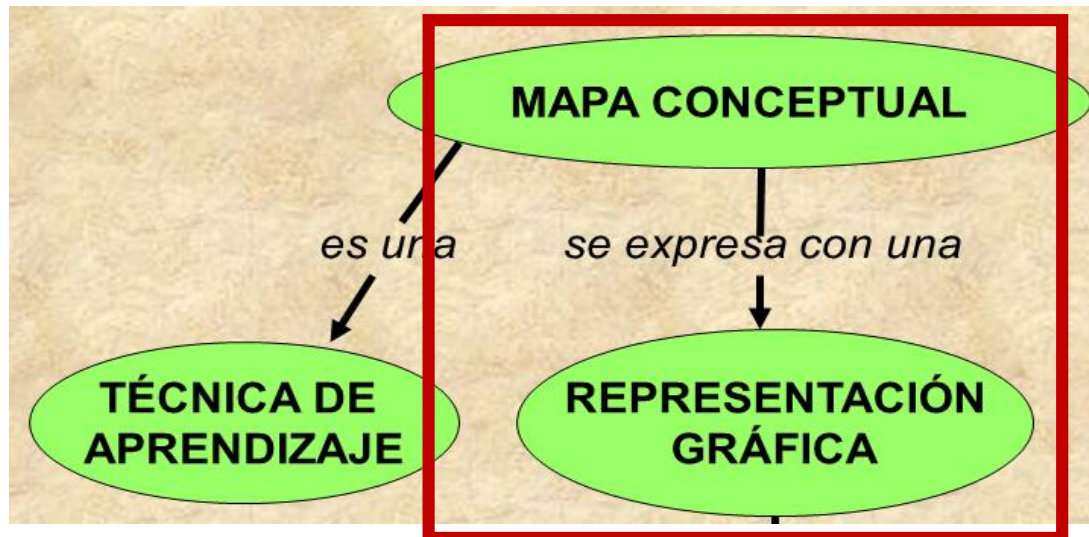 MAPA CONCEPTUAL
es una
se expresa con una
TÉCNICA DE
APRENDIZAJE
REPRESENTACIÓN
GRÁFICA